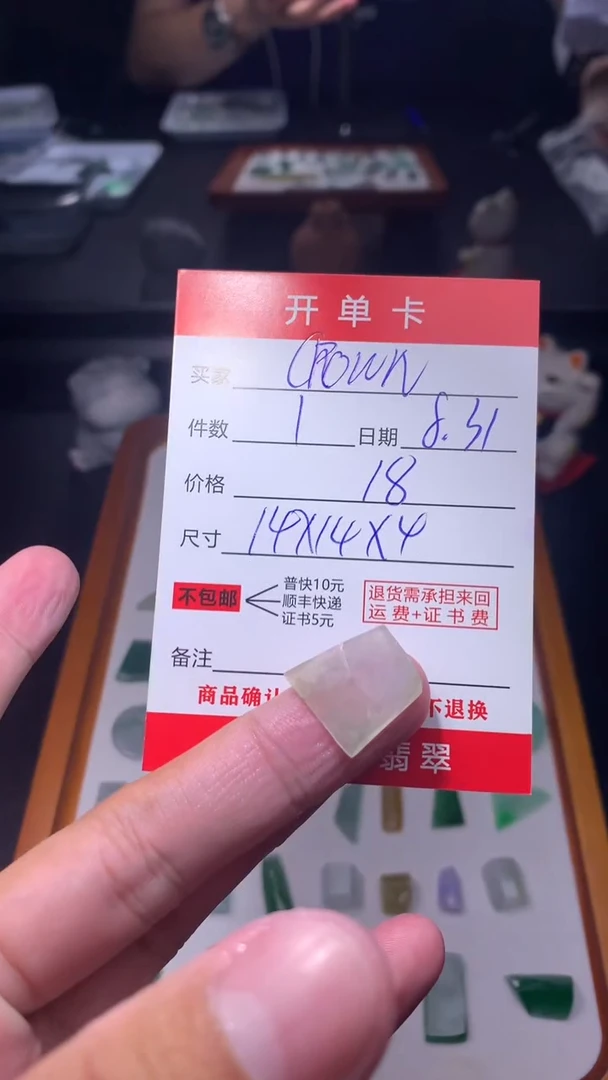 开单卡
买家 CROWN
件数 1 日期 8.31
价格 18
尺寸 14X14X4
不包邮
普快10元
顺丰快递
证书5元
退货需承担来回
运费+证书费
备注
商品确认 不退换
翡翠